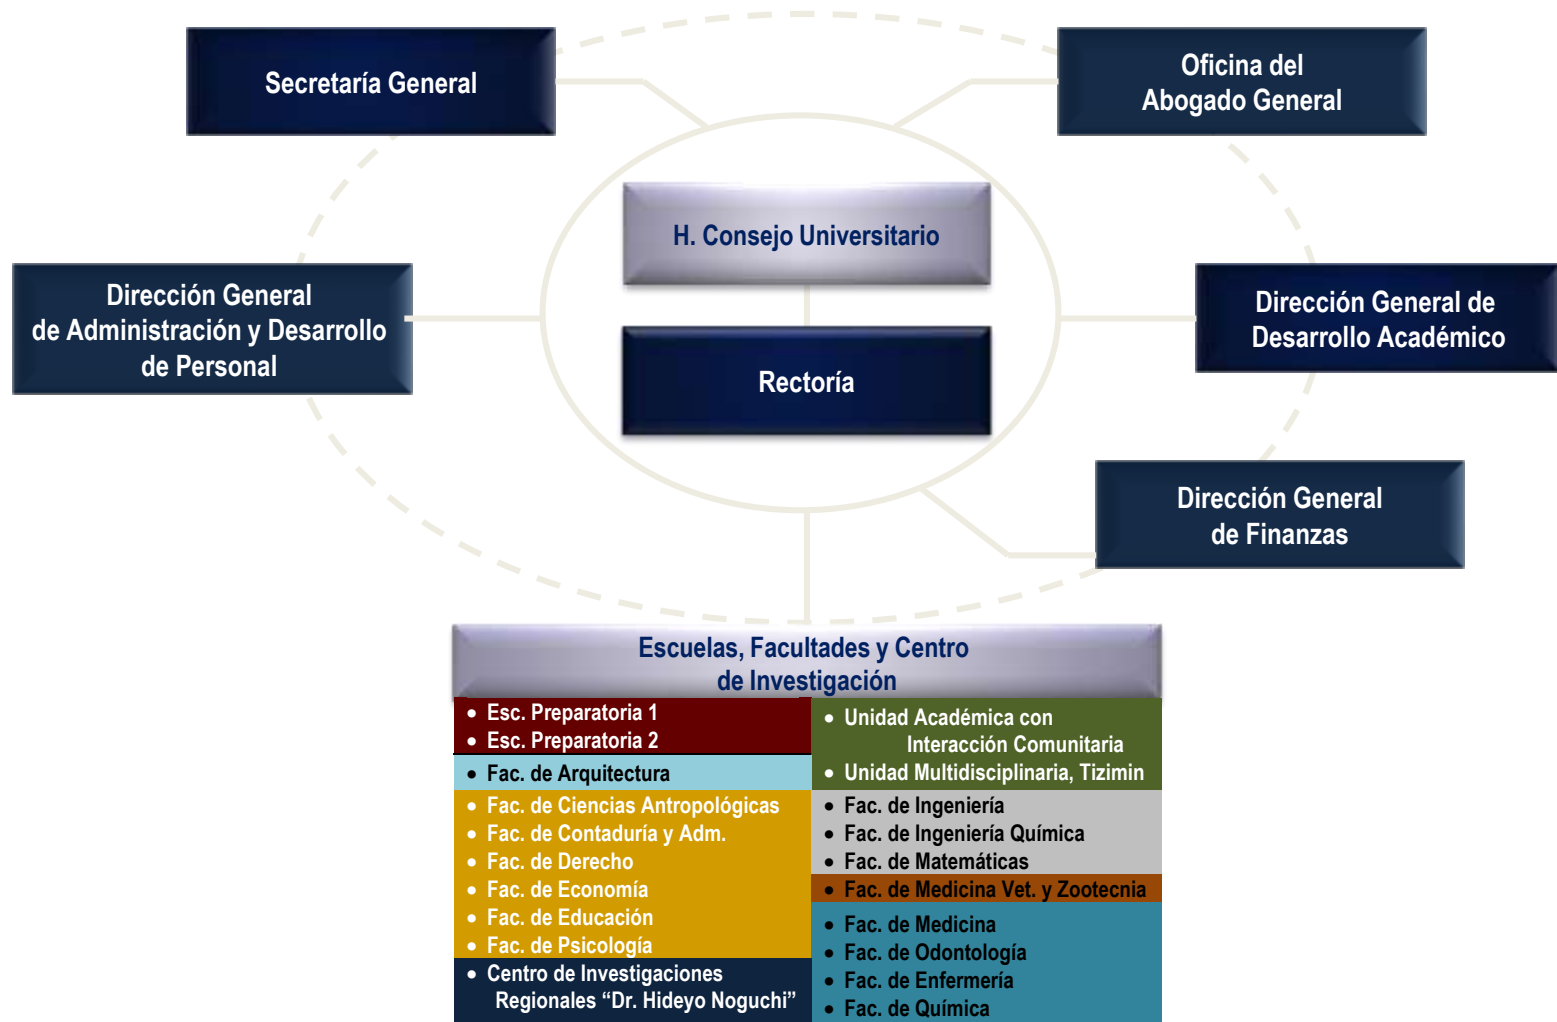 Secretaría General
Oficina del
Abogado General
H. Consejo Universitario
Dirección General
de Administración y Desarrollo
de Personal
Dirección General de
Desarrollo Académico
Rectoría
Dirección General
de Finanzas
Escuelas, Facultades y Centro
de Investigación
• Esc. Preparatoria 1
• Esc. Preparatoria 2
• Fac. de Arquitectura
• Fac. de Ciencias Antropológicas
• Fac. de Contaduría y Adm.
• Fac. de Derecho
• Fac. de Economía
• Fac. de Educación
• Fac. de Psicología
• Centro de Investigaciones
Regionales “Dr. Hideyo Noguchi”
• Unidad Académica con
Interacción Comunitaria
• Unidad Multidisciplinaria, Tizimin
• Fac. de Ingeniería
• Fac. de Ingeniería Química
• Fac. de Matemáticas
• Fac. de Medicina Vet. y Zootecnia
• Fac. de Medicina
• Fac. de Odontología
• Fac. de Enfermería
• Fac. de Química